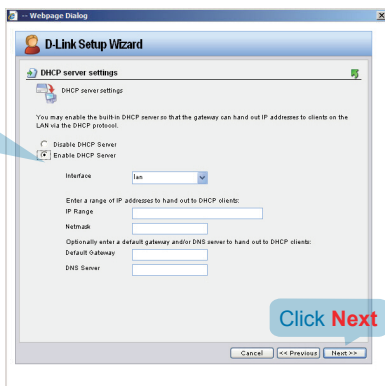 -- Webpage Dialog
D-Link Setup Wizard
DHCP server settings
DHCP server settings
You may enable the built-in DHCP server so that the gateway can hand out IP addresses to clients on the
LAN via the DHCP protocol.
Disable DHCP Server
Enable DHCP Server
Interface
lan
Enter a range of IP addresses to hand out to DHCP clients:
IP Range
Netmask
Optionally enter a default gateway and/or DNS server to hand out to DHCP clients:
Default Gateway
DNS Server
Click Next
Cancel
<< Previous
Next >>